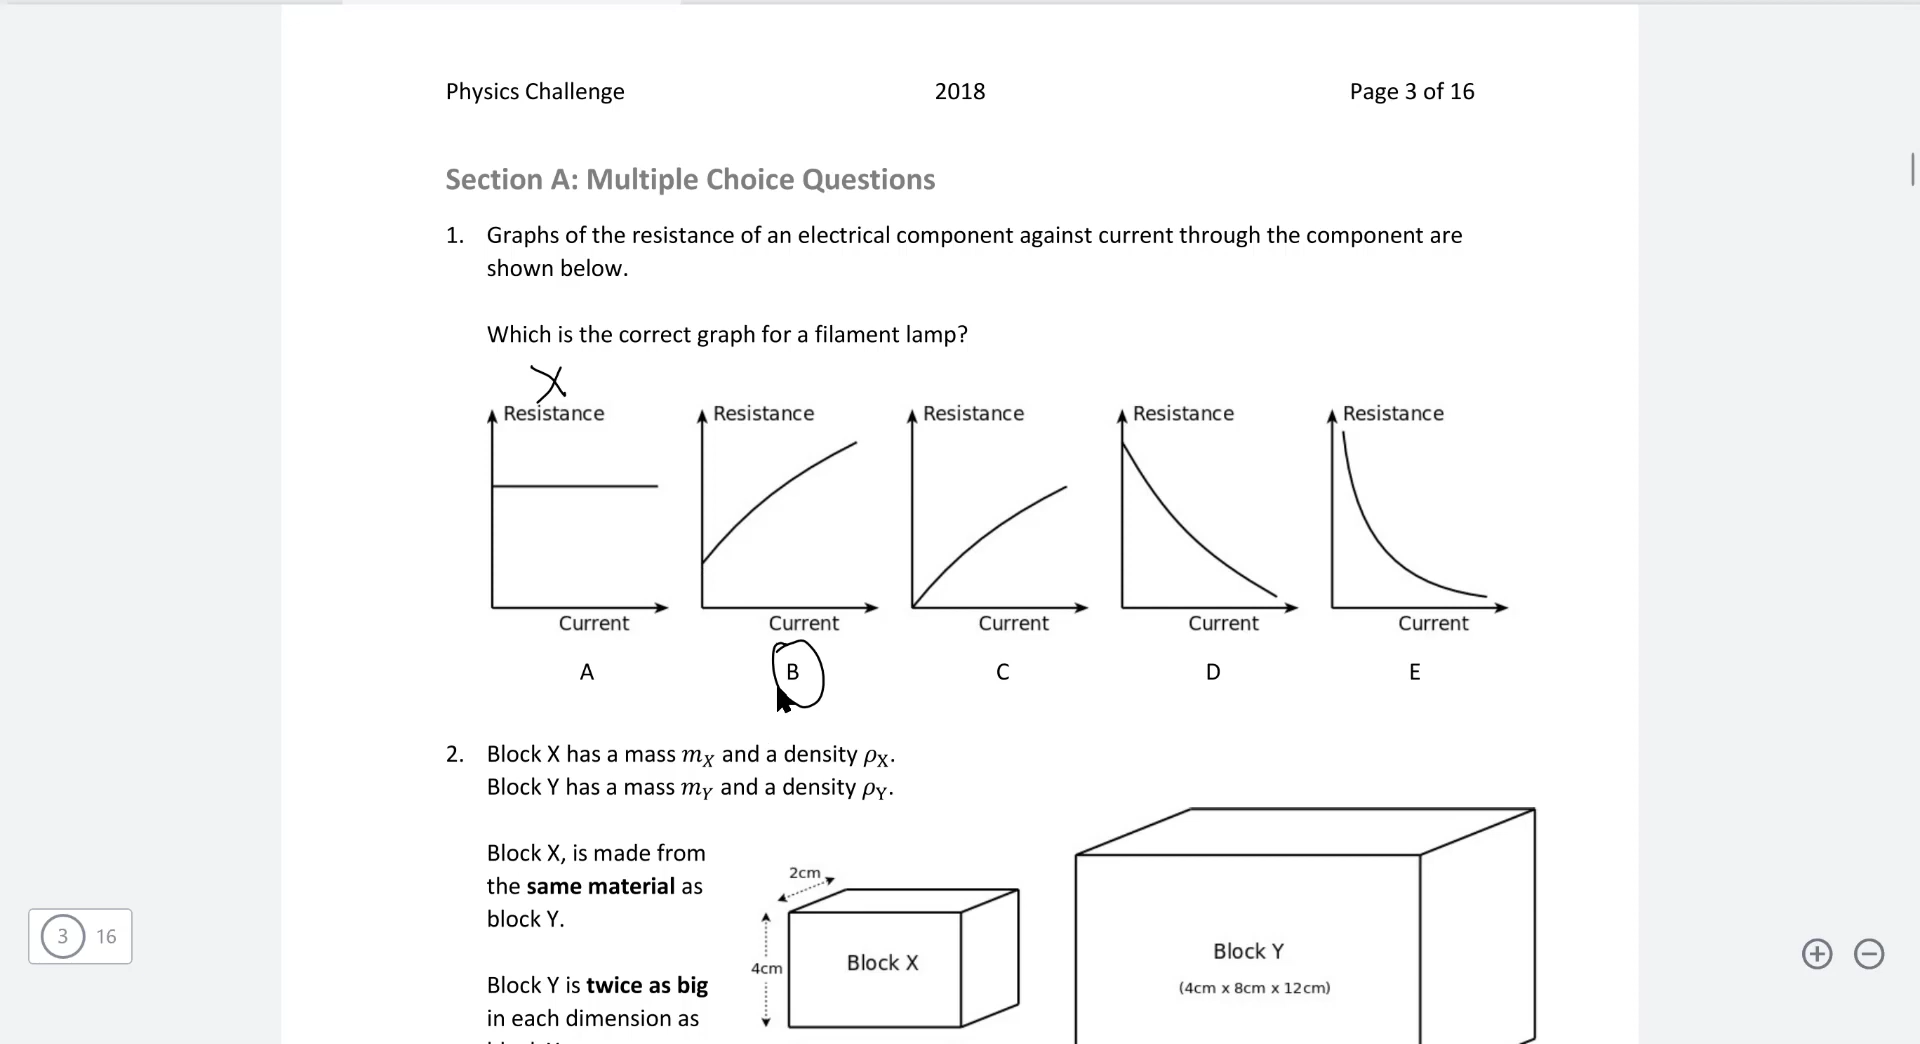 Physics Challenge 2018 Page 3 of 16
Section A: Multiple Choice Questions
1. Graphs of the resistance of an electrical component against current through the component are
shown below.
Which is the correct graph for a filament lamp?
X
Resistance Resistance Resistance Resistance Resistance
Current Current Current Current Current
A B C D E
2. Block X has a mass mX and a density ρX.
Block Y has a mass mY and a density ρY.
Block X, is made from
the same material as
block Y.
Block Y is twice as big
in each dimension as
2cm
4cm
Block X
Block Y
(4cm x 8cm x 12cm)
3 16